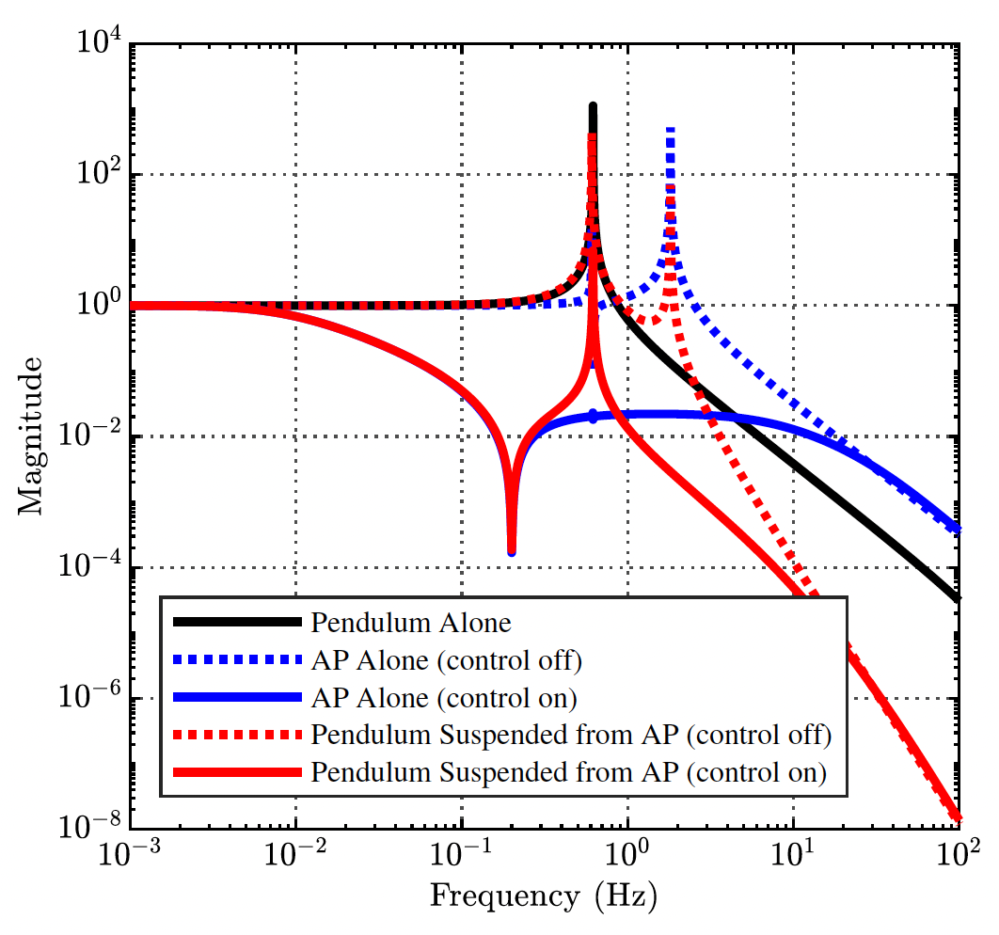 10^4
10^2
10^0
10^−2
10^−4
10^−6
10^−8
Magnitude
Pendulum Alone
AP Alone (control off)
AP Alone (control on)
Pendulum Suspended from AP (control off)
Pendulum Suspended from AP (control on)
10^−3 10^−2 10^−1 10^0 10^1 10^2
Frequency (Hz)